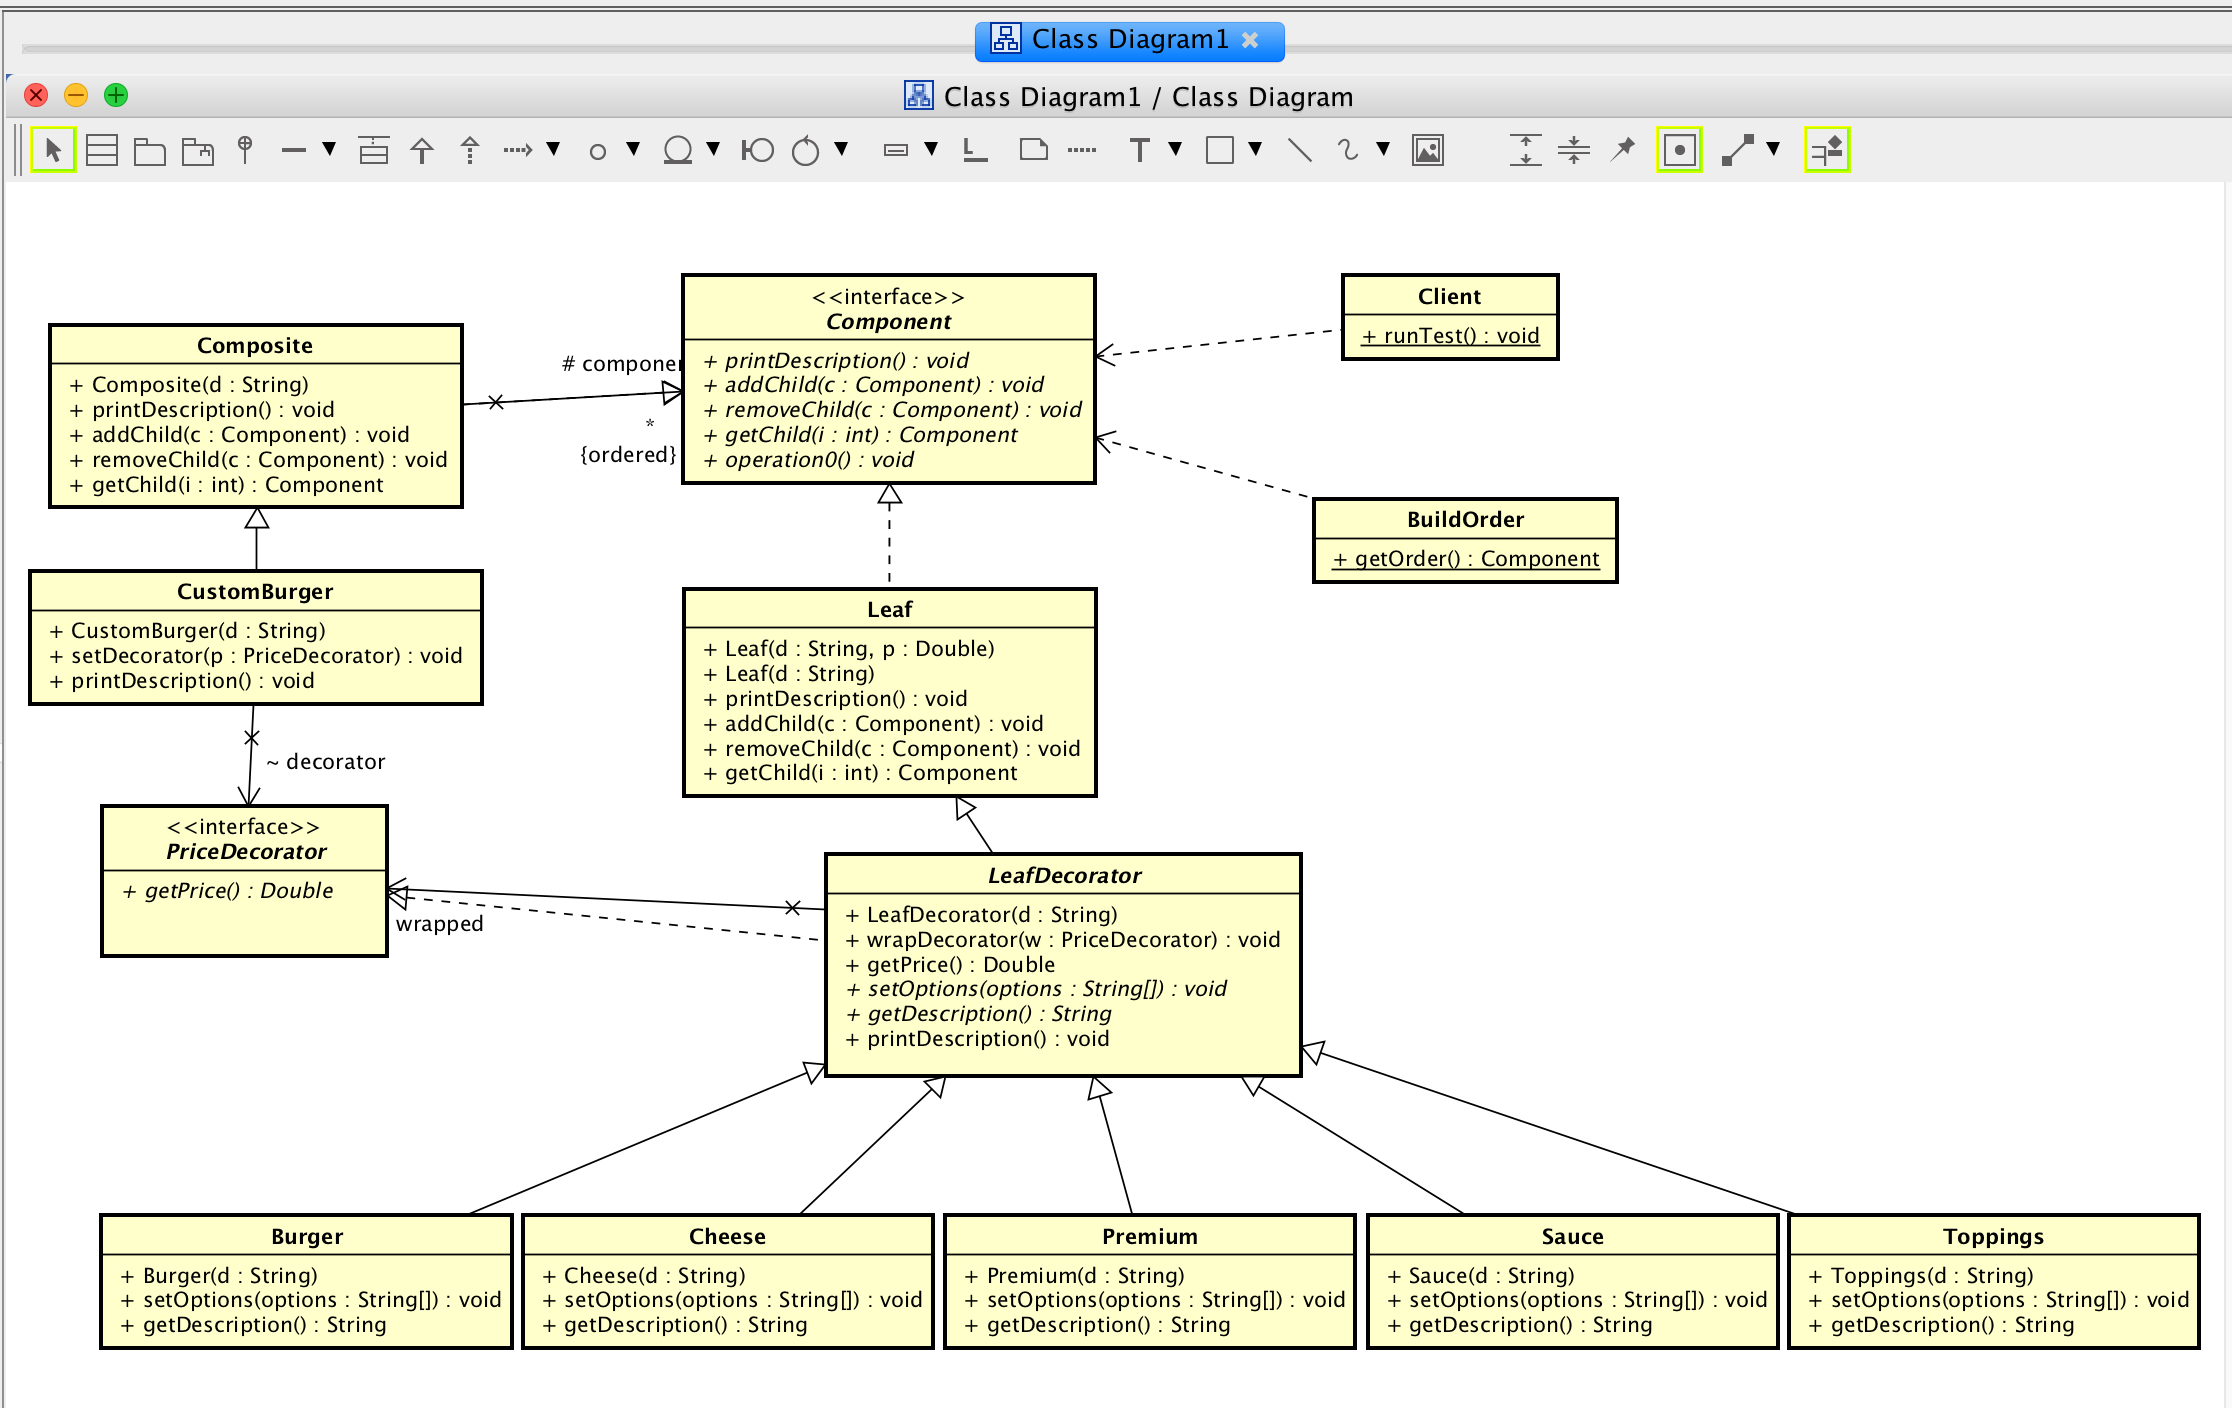 Class Diagram1
Class Diagram1 / Class Diagram
Composite
+ Composite(d : String)
+ printDescription() : void
+ addChild(c : Component) : void
+ removeChild(c : Component) : void
+ getChild(i : int) : Component
# componen
*
{ordered}
<<interface>>
Component
+ printDescription() : void
+ addChild(c : Component) : void
+ removeChild(c : Component) : void
+ getChild(i : int) : Component
+ operation0() : void
Client
+ runTest() : void
BuildOrder
+ getOrder() : Component
CustomBurger
+ CustomBurger(d : String)
+ setDecorator(p : PriceDecorator) : void
+ printDescription() : void
~ decorator
Leaf
+ Leaf(d : String, p : Double)
+ Leaf(d : String)
+ printDescription() : void
+ addChild(c : Component) : void
+ removeChild(c : Component) : void
+ getChild(i : int) : Component
<<interface>>
PriceDecorator
+ getPrice() : Double
wrapped
LeafDecorator
+ LeafDecorator(d : String)
+ wrapDecorator(w : PriceDecorator) : void
+ getPrice() : Double
+ setOptions(options : String[]) : void
+ getDescription() : String
+ printDescription() : void
Burger
+ Burger(d : String)
+ setOptions(options : String[]) : void
+ getDescription() : String
Cheese
+ Cheese(d : String)
+ setOptions(options : String[]) : void
+ getDescription() : String
Premium
+ Premium(d : String)
+ setOptions(options : String[]) : void
+ getDescription() : String
Sauce
+ Sauce(d : String)
+ setOptions(options : String[]) : void
+ getDescription() : String
Toppings
+ Toppings(d : String)
+ setOptions(options : String[]) : void
+ getDescription() : String